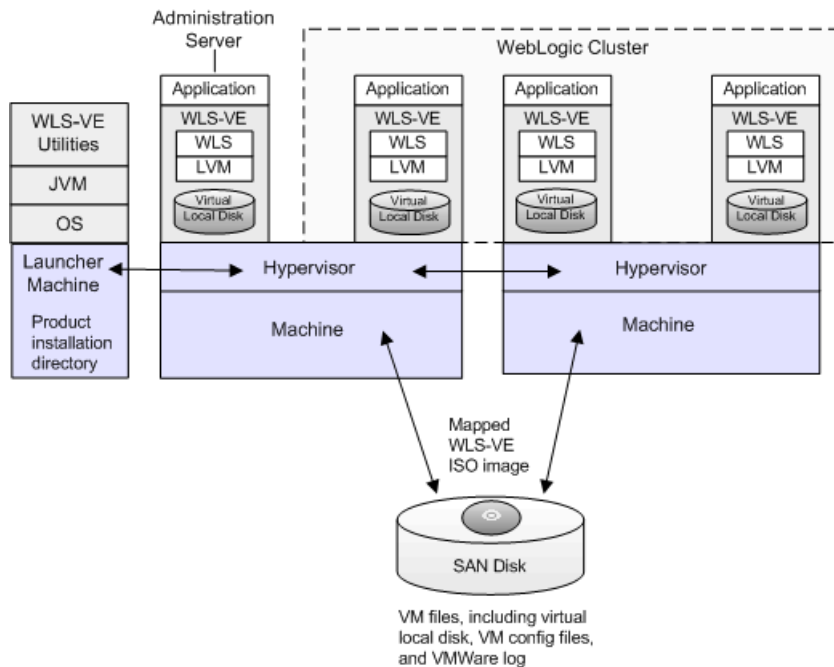 Administration
Server
WebLogic Cluster
Application
Application
Application
Application
WLS-VE
Utilities
JVM
OS
WLS-VE
WLS
LVM
Virtual
Local Disk
WLS-VE
WLS
LVM
Virtual
Local Disk
WLS-VE
WLS
LVM
Virtual
Local Disk
WLS-VE
WLS
LVM
Virtual
Local Disk
Launcher
Machine
Product
installation
directory
Hypervisor
Machine
Hypervisor
Machine
Mapped
WLS-VE
ISO image
SAN Disk
VM files, including virtual
local disk, VM config files,
and VMWare log